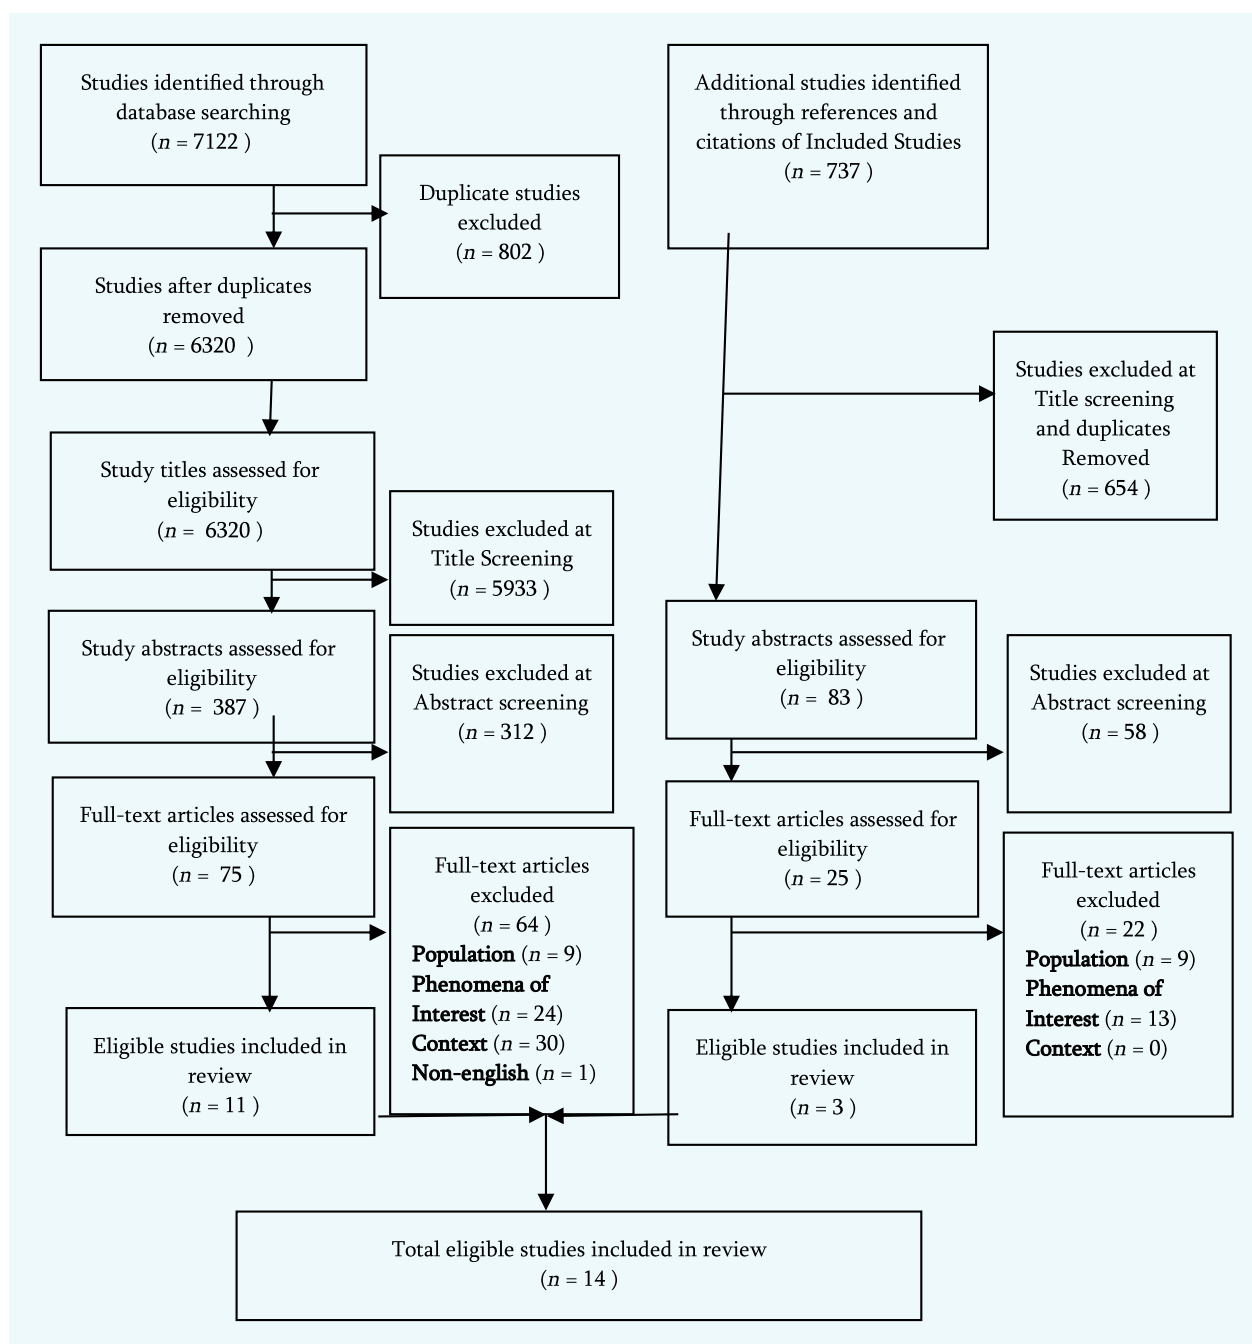 Studies identified through
database searching
(n = 7122 )
Duplicate studies
excluded
(n = 802 )
Studies after duplicates
removed
(n = 6320 )
Study titles assessed for
eligibility
(n = 6320 )
Studies excluded at
Title Screening
(n = 5933 )
Study abstracts assessed for
eligibility
(n = 387 )
Studies excluded at
Abstract screening
(n = 312 )
Full-text articles assessed for
eligibility
(n = 75 )
Full-text articles
excluded
(n = 64 )
Population (n = 9)
Phenomena of
Interest (n = 24)
Context (n = 30)
Non-english (n = 1)
Eligible studies included in
review
(n = 11 )
Additional studies identified
through references and
citations of Included Studies
(n = 737 )
Studies excluded at
Title screening
and duplicates
Removed
(n = 654 )
Study abstracts assessed for
eligibility
(n = 83 )
Studies excluded at
Abstract screening
(n = 58 )
Full-text articles assessed for
eligibility
(n = 25 )
Full-text articles
excluded
(n = 22 )
Population (n = 9)
Phenomena of
Interest (n = 13)
Context (n = 0)
Eligible studies included in
review
(n = 3 )
Total eligible studies included in review
(n = 14 )